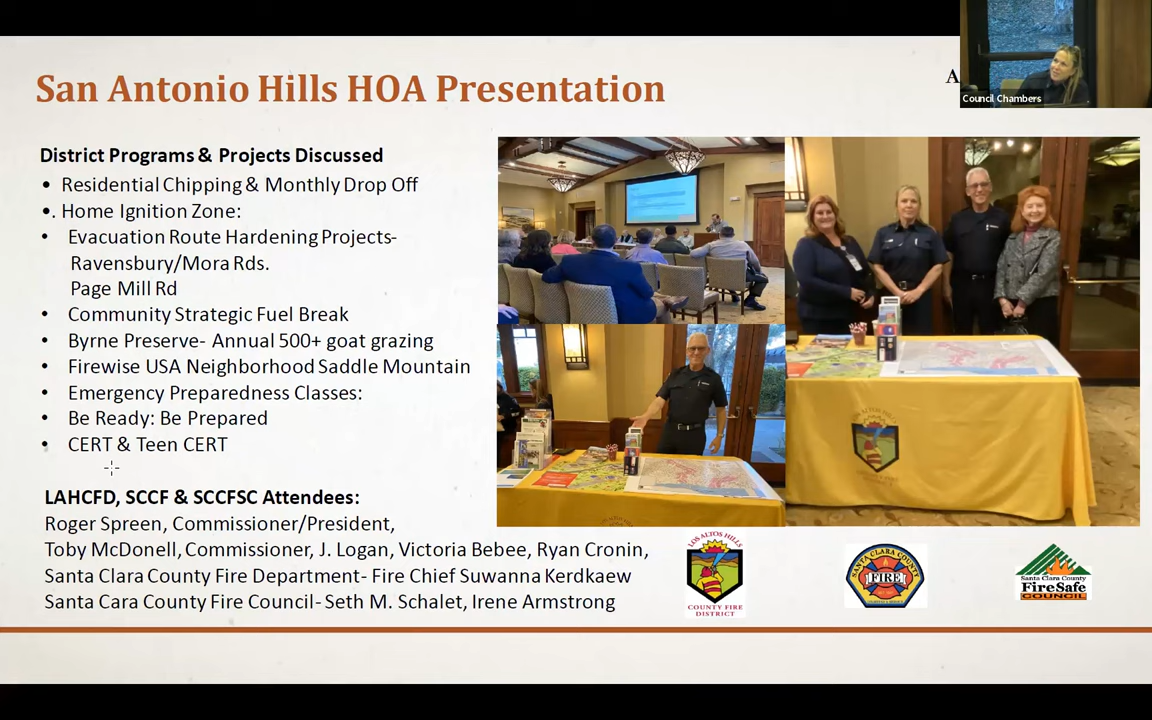 San Antonio Hills HOA Presentation
A
Council Chambers
District Programs & Projects Discussed
• Residential Chipping & Monthly Drop Off
•. Home Ignition Zone:
• Evacuation Route Hardening Projects-
Ravensbury/Mora Rds.
Page Mill Rd
• Community Strategic Fuel Break
• Byrne Preserve- Annual 500+ goat grazing
• Firewise USA Neighborhood Saddle Mountain
• Emergency Preparedness Classes:
• Be Ready: Be Prepared
• CERT & Teen CERT
LAHCFD, SCCF & SCCFSC Attendees:
Roger Spreen, Commissioner/President,
Toby McDonell, Commissioner, J. Logan, Victoria Bebee, Ryan Cronin,
Santa Clara County Fire Department- Fire Chief Suwanna Kerdkaew
Santa Cara County Fire Council- Seth M. Schalet, Irene Armstrong
LOS ALTOS HILLS
COUNTY FIRE
DISTRICT
SANTA CLARA COUNTY
FIRE
Santa Clara County
FireSafe
COUNCIL
LOS ALTOS HILLS